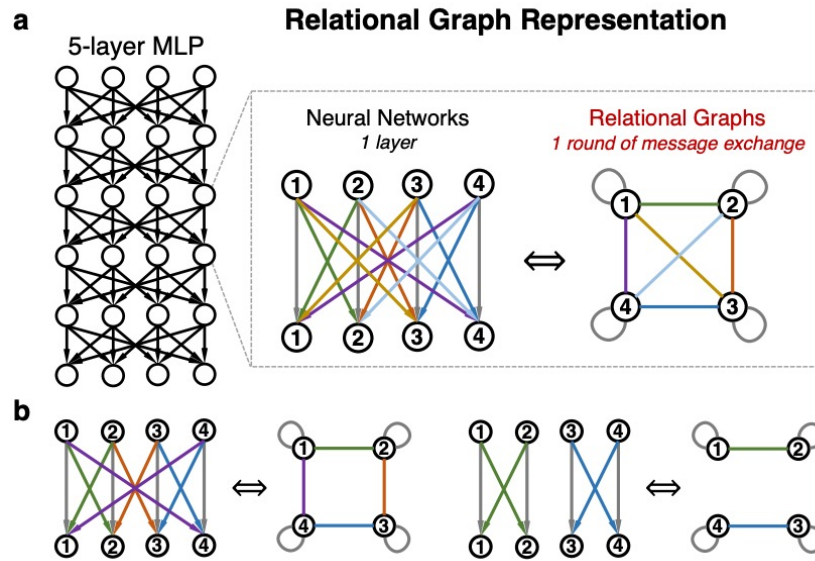 a
Relational Graph Representation
5-layer MLP
Neural Networks
1 layer
Relational Graphs
1 round of message exchange
1 2 3 4
1 2 3 4
⇔
1 2
4 3
b
1 2 3 4
1 2 3 4
⇔
1 2
4 3
1 2 3 4
1 2 3 4
⇔
1 2
4 3